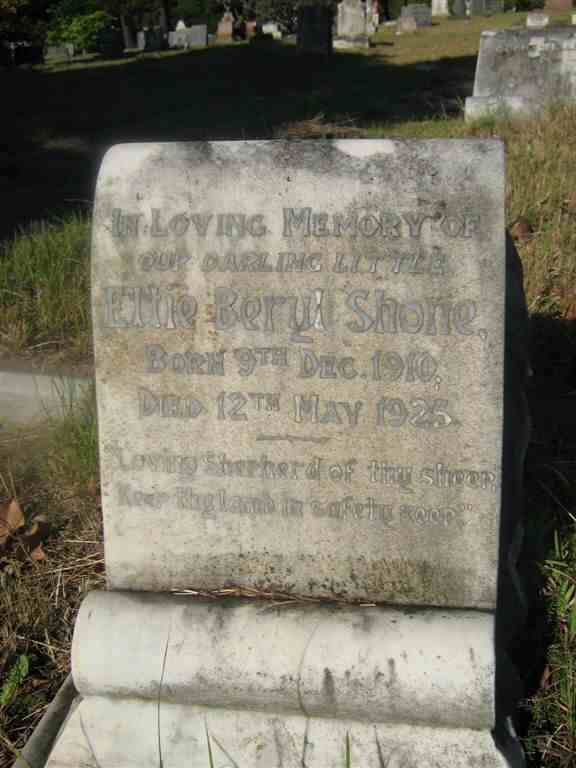 In Loving Memory of
our darling little
Effie Beryl Shone,
Born 9th Dec. 1910,
Died 12th May 1925.
"Loving Shepherd of thy sheep,
Keep thy lamb in safety keep"